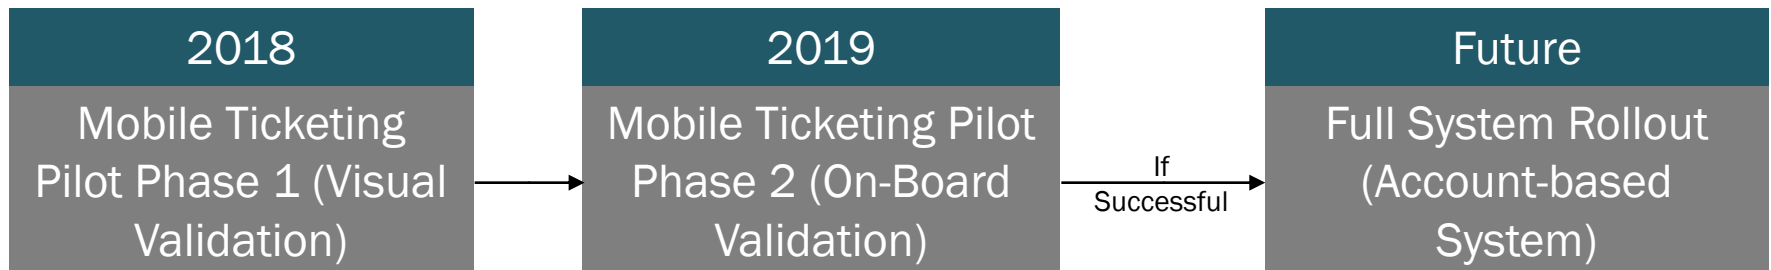 2018
Mobile Ticketing
Pilot Phase 1 (Visual
Validation)
2019
Mobile Ticketing Pilot
Phase 2 (On-Board
Validation)
If
Successful
Future
Full System Rollout
(Account-based
System)